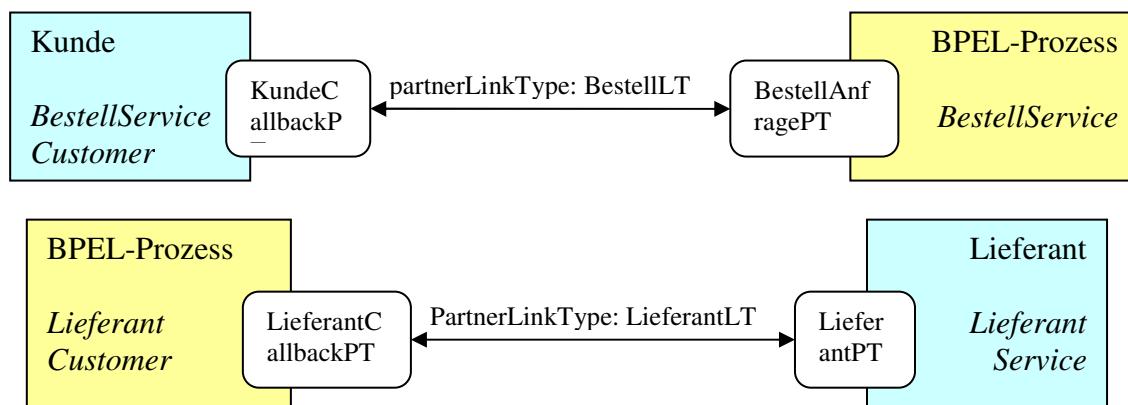 Kunde
BPEL-Prozess
KundeC
allbackP
partnerLinkType: BestellLT
BestellAnf
ragePT
BestellService
Customer
BestellService
BPEL-Prozess
Lieferant
LieferantC
allbackPT
PartnerLinkType: LieferantLT
Liefer
antPT
Lieferant
Customer
Lieferant
Service